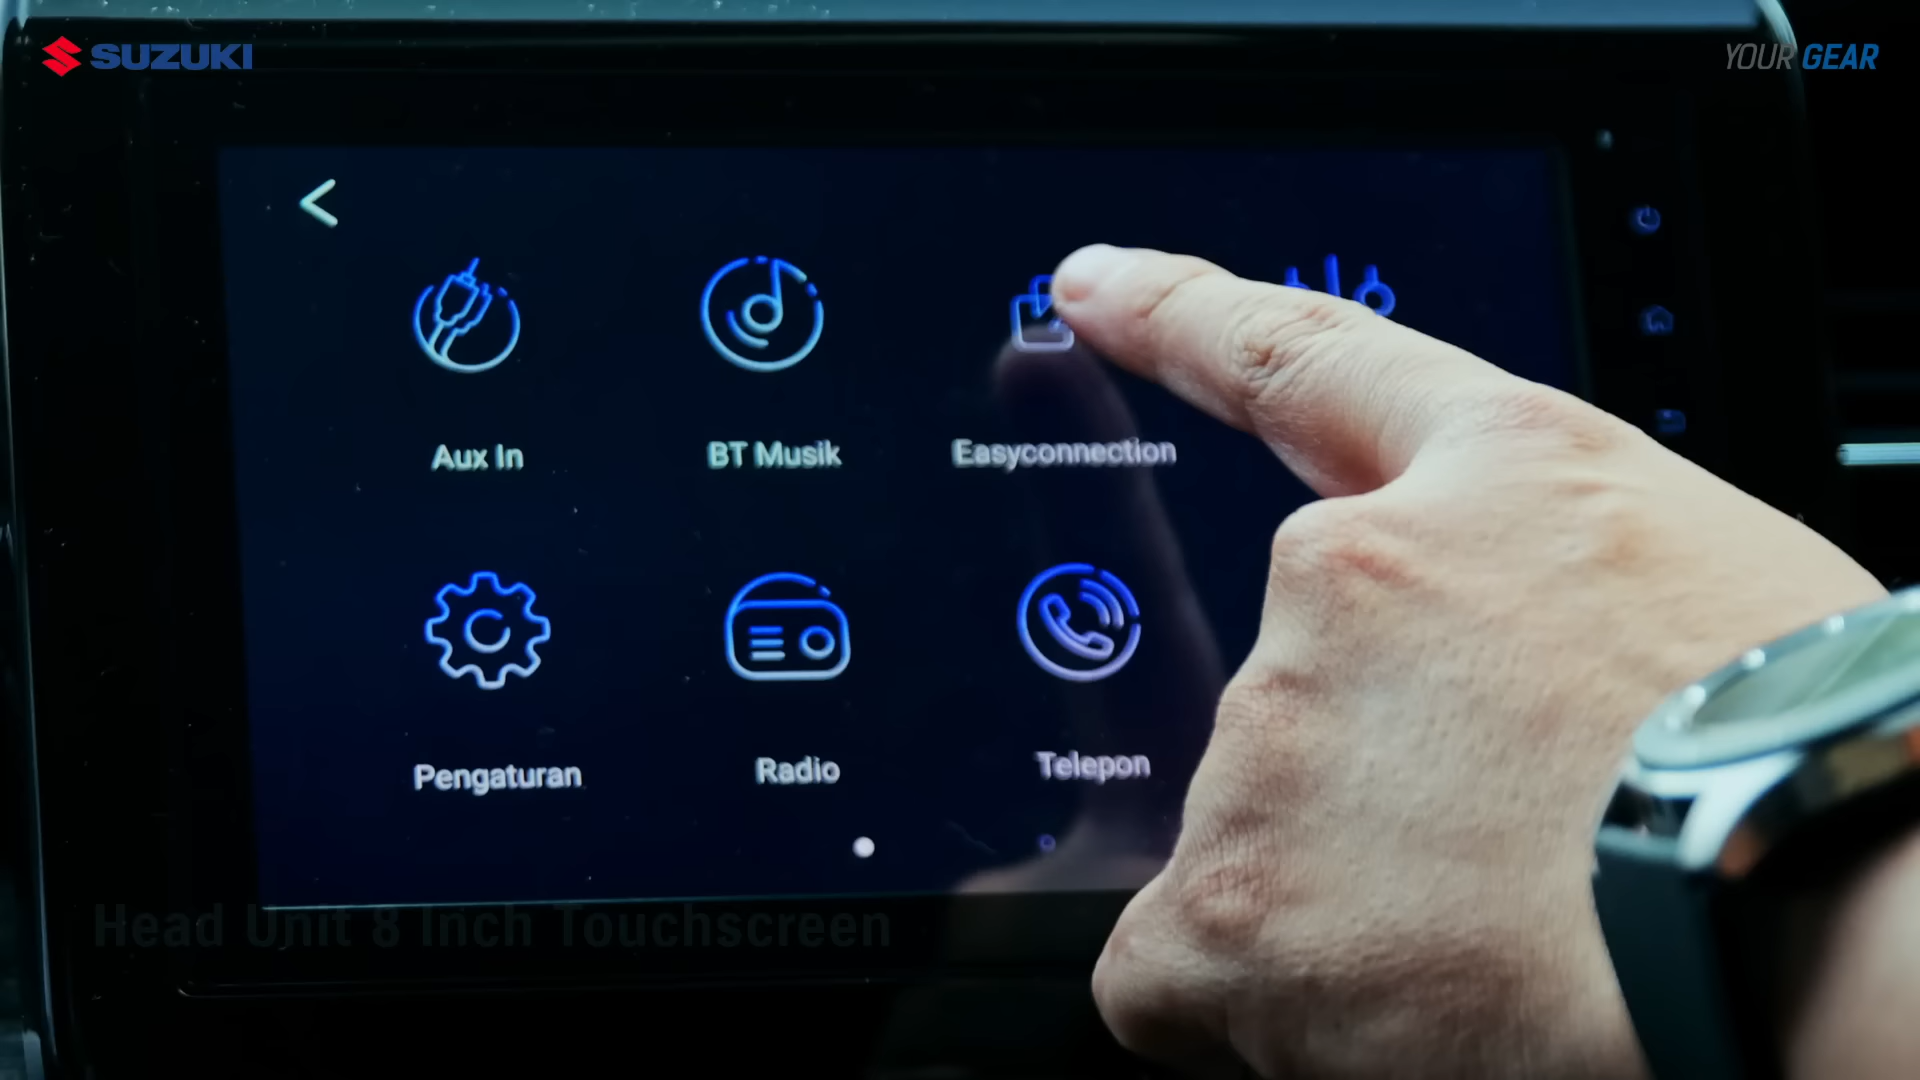 SUZUKI
YOUR GEAR
Aux In
BT Musik
Easyconnection
Pengaturan
Radio
Telepon
Head Unit 8 Inch Touchscreen